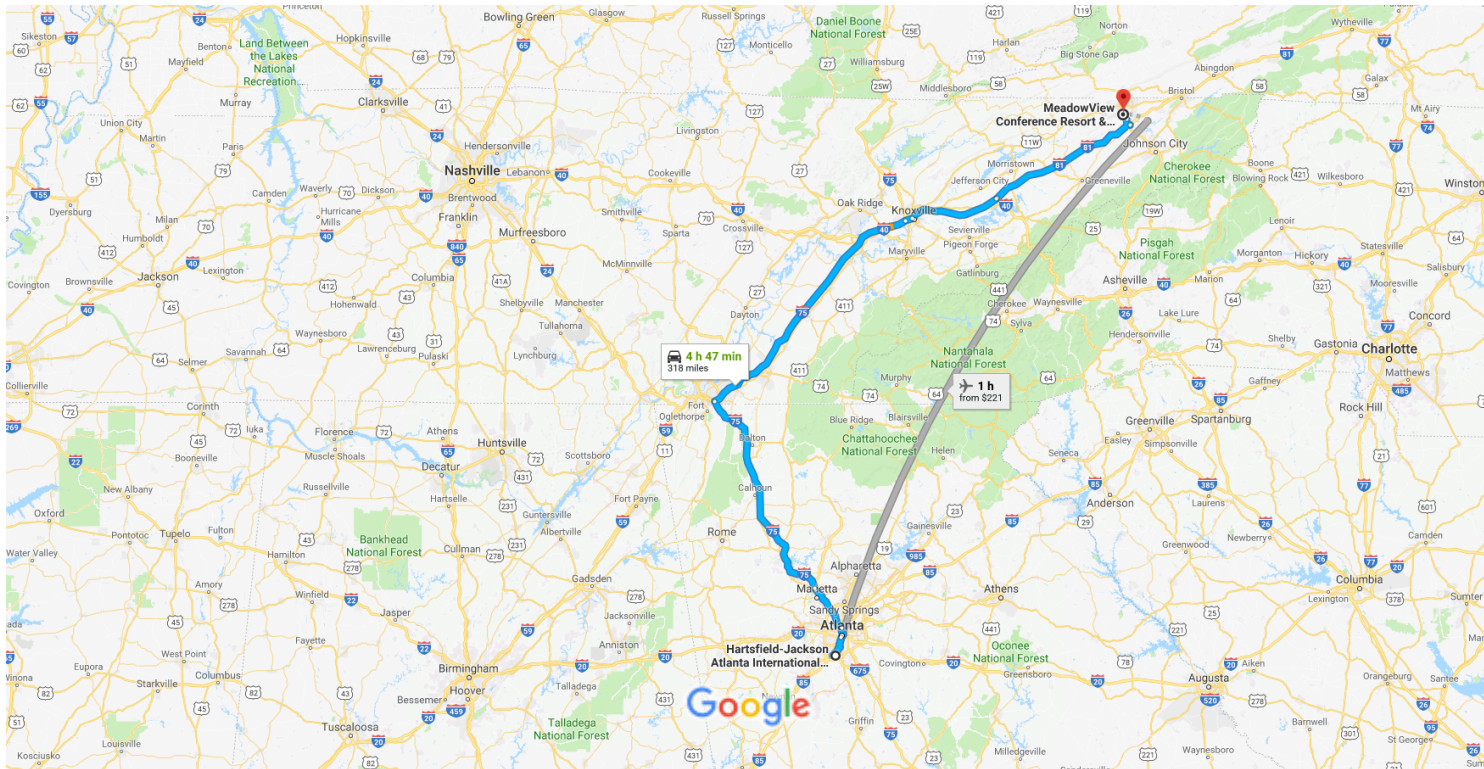 Bowling Green
Glasgow
Russell Springs
Daniel Boone
National Forest
Norton
Wytheville
Sikeston
Hopkinsville
Harlan
Big Stone Gap
Benton
Land Between
the Lakes
National
Recreation...
Monticello
Williamsburg
Mayfield
Abingdon
Galax
Murray
Clarksville
Middlesboro
Bristol
Mt Airy
MeadowView
Conference Resort &...
Union City
Martin
Paris
Hendersonville
Livingston
Johnson City
Nashville
Lebanon
Cookeville
Morristown
Jefferson City
Greeneville
Cherokee
National Forest
Boone
Blowing Rock
Wilkesboro
Winston
Dyersburg
Milan
Camden
Waverly
Dickson
Brentwood
Franklin
Smithville
Oak Ridge
Knoxville
Crossville
Sparta
Sevierville
Lenoir
Hurricane
Mills
Murfreesboro
Maryville
Pigeon Forge
Pisgah
National Forest
Morganton
Hickory
Statesville
Humboldt
Jackson
Lexington
McMinnville
Gatlinburg
Asheville
Marion
Salisbury
Covington
Brownsville
Columbia
Cherokee
Waynesville
Mooresville
Henderson
Hohenwald
Shelbyville
Manchester
Dayton
Sylva
Lake Lure
Hendersonville
Concord
Waynesboro
Tullahoma
Shelby
Gastonia
Charlotte
Matthews
Selmer
Savannah
Lawrenceburg
Pulaski
Lynchburg
4 h 47 min
318 miles
Nantahala
National Forest
Murphy
1 h
from $221
Gaffney
Collierville
Corinth
Fort
Oglethorpe
Blue Ridge
Blairsville
Greenville
Spartanburg
Rock Hill
Iuka
Florence
Athens
Huntsville
Dalton
Chattahoochee
National Forest
Helen
Easley
Simpsonville
Lancaster
Muscle Shoals
Decatur
Scottsboro
Seneca
Booneville
Russellville
Hartselle
Fort Payne
Calhoun
Anderson
Laurens
New Albany
Oxford
Pontotoc
Tupelo
Fulton
Guntersville
Albertville
Rome
Gainesville
Greenwood
Newberry
Camden
Water Valley
Hamilton
Bankhead
National Forest
Cullman
Alpharetta
Amory
Winfield
Gadsden
Marietta
Sandy Springs
Athens
Columbia
Lexington
Sumter
Jasper
Jacksonville
Atlanta
Hartsfield-Jackson
Atlanta International...
Fayette
Anniston
Oconee
National Forest
Eupora
West Point
Columbus
Starkville
Birmingham
Hoover
Bessemer
Talladega
Covington
Greensboro
Aiken
Augusta
Orangeburg
Winona
Santee
Google
Tuscaloosa
Talladega
National Forest
Griffin
Barnwell
St George
Louisville
Kosciusko
Milledgeville
Waynesboro